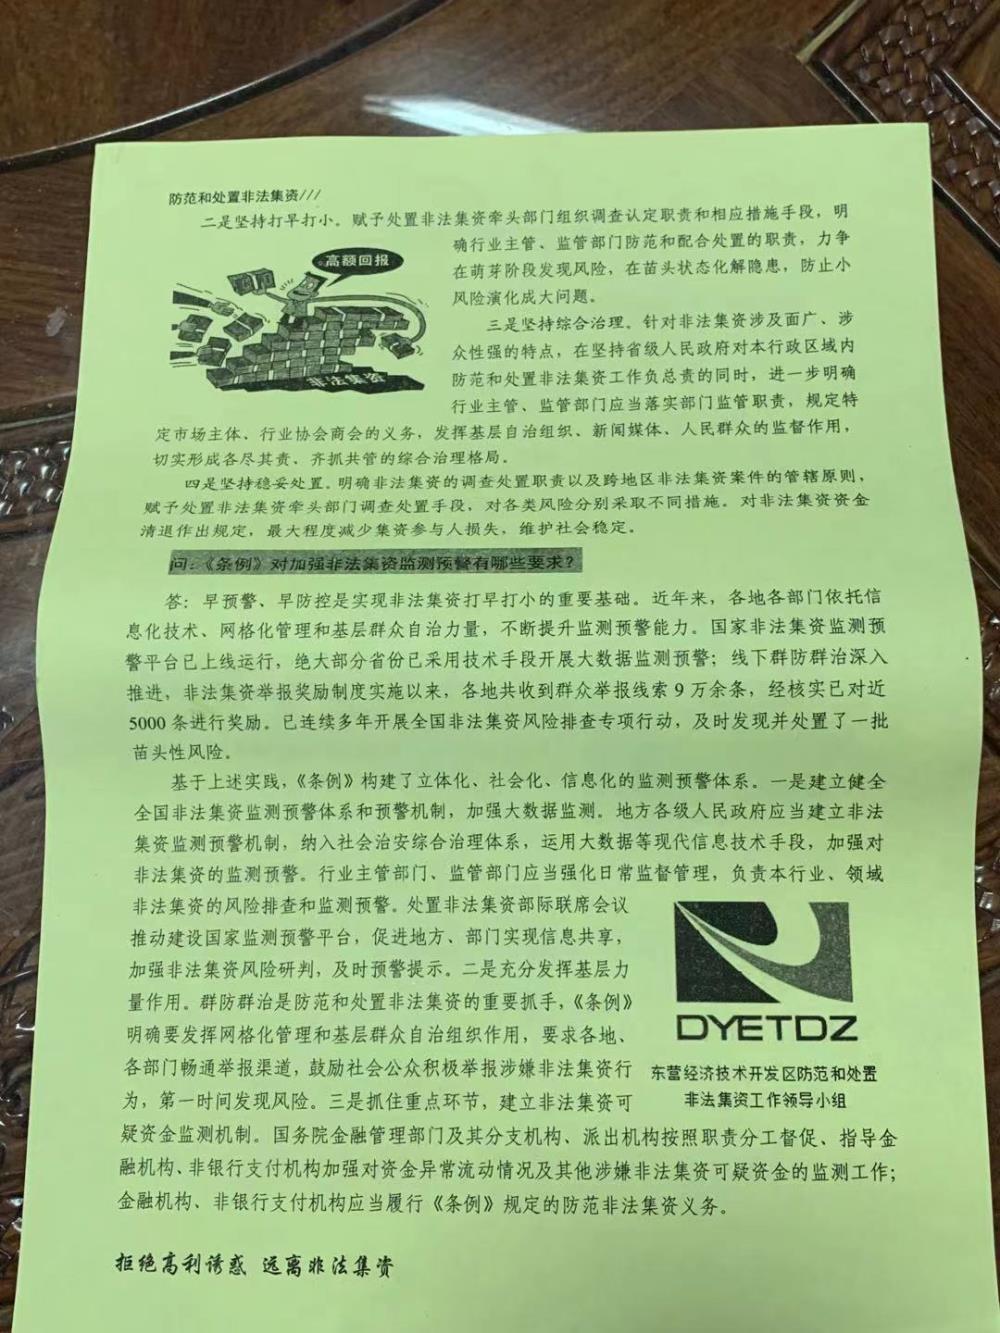 防范和处置非法集资///
二是坚持打早打小。赋予处置非法集资牵头部门组织调查认定职责和相应措施手段，明
确行业主管、监管部门防范和配合处置的职责，力争
在萌芽阶段发现风险，在苗头状态化解隐患，防止小
风险演化成大问题。
高额回报
非法集资
三是坚持综合治理。针对非法集资涉及面广、涉
众性强的特点，在坚持省级人民政府对本行政区域内
防范和处置非法集资工作负总责的同时，进一步明确
行业主管、监管部门应当落实部门监管职责，规定特
定市场主体、行业协会商会的义务，发挥基层自治组织、新闻媒体、人民群众的监督作用，
切实形成各尽其责、齐抓共管的综合治理格局。
四是坚持稳妥处置。明确非法集资的调查处置职责以及跨地区非法集资案件的管辖原则，
赋予处置非法集资牵头部门调查处置手段，对各类风险分别采取不同措施。对非法集资资金
清退作出规定，最大程度减少集资参与人损失，维护社会稳定。
问：《条例》对加强非法集资监测预警有哪些要求？
答：早预警、早防控是实现非法集资打早打小的重要基础。近年来，各地各部门依托信
息化技术、网格化管理和基层群众自治力量，不断提升监测预警能力。国家非法集资监测预
警平台已上线运行，绝大部分省份已采用技术手段开展大数据监测预警；线下群防群治深入
推进，非法集资举报奖励制度实施以来，各地共收到群众举报线索 9 万余条，经核实已对近
5000 条进行奖励。已连续多年开展全国非法集资风险排查专项行动，及时发现并处置了一批
苗头性风险。
基于上述实践，《条例》构建了立体化、社会化、信息化的监测预警体系。一是建立健全
全国非法集资监测预警体系和预警机制，加强大数据监测。地方各级人民政府应当建立非法
集资监测预警机制，纳入社会治安综合治理体系，运用大数据等现代信息技术手段，加强对
非法集资的监测预警。行业主管部门、监管部门应当强化日常监督管理，负责本行业、领域
非法集资的风险排查和监测预警。处置非法集资部际联席会议
推动建设国家监测预警平台，促进地方、部门实现信息共享，
加强非法集资风险研判，及时预警提示。二是充分发挥基层力
量作用。群防群治是防范和处置非法集资的重要抓手，《条例》
明确要发挥网格化管理和基层群众自治组织作用，要求各地、
各部门畅通举报渠道，鼓励社会公众积极举报涉嫌非法集资行
为，第一时间发现风险。三是抓住重点环节，建立非法集资可
疑资金监测机制。国务院金融管理部门及其分支机构、派出机构按照职责分工督促、指导金
融机构、非银行支付机构加强对资金异常流动情况及其他涉嫌非法集资可疑资金的监测工作；
金融机构、非银行支付机构应当履行《条例》规定的防范非法集资义务。
DYETDZ
东营经济技术开发区防范和处置
非法集资工作领导小组
拒绝高利诱惑 远离非法集资